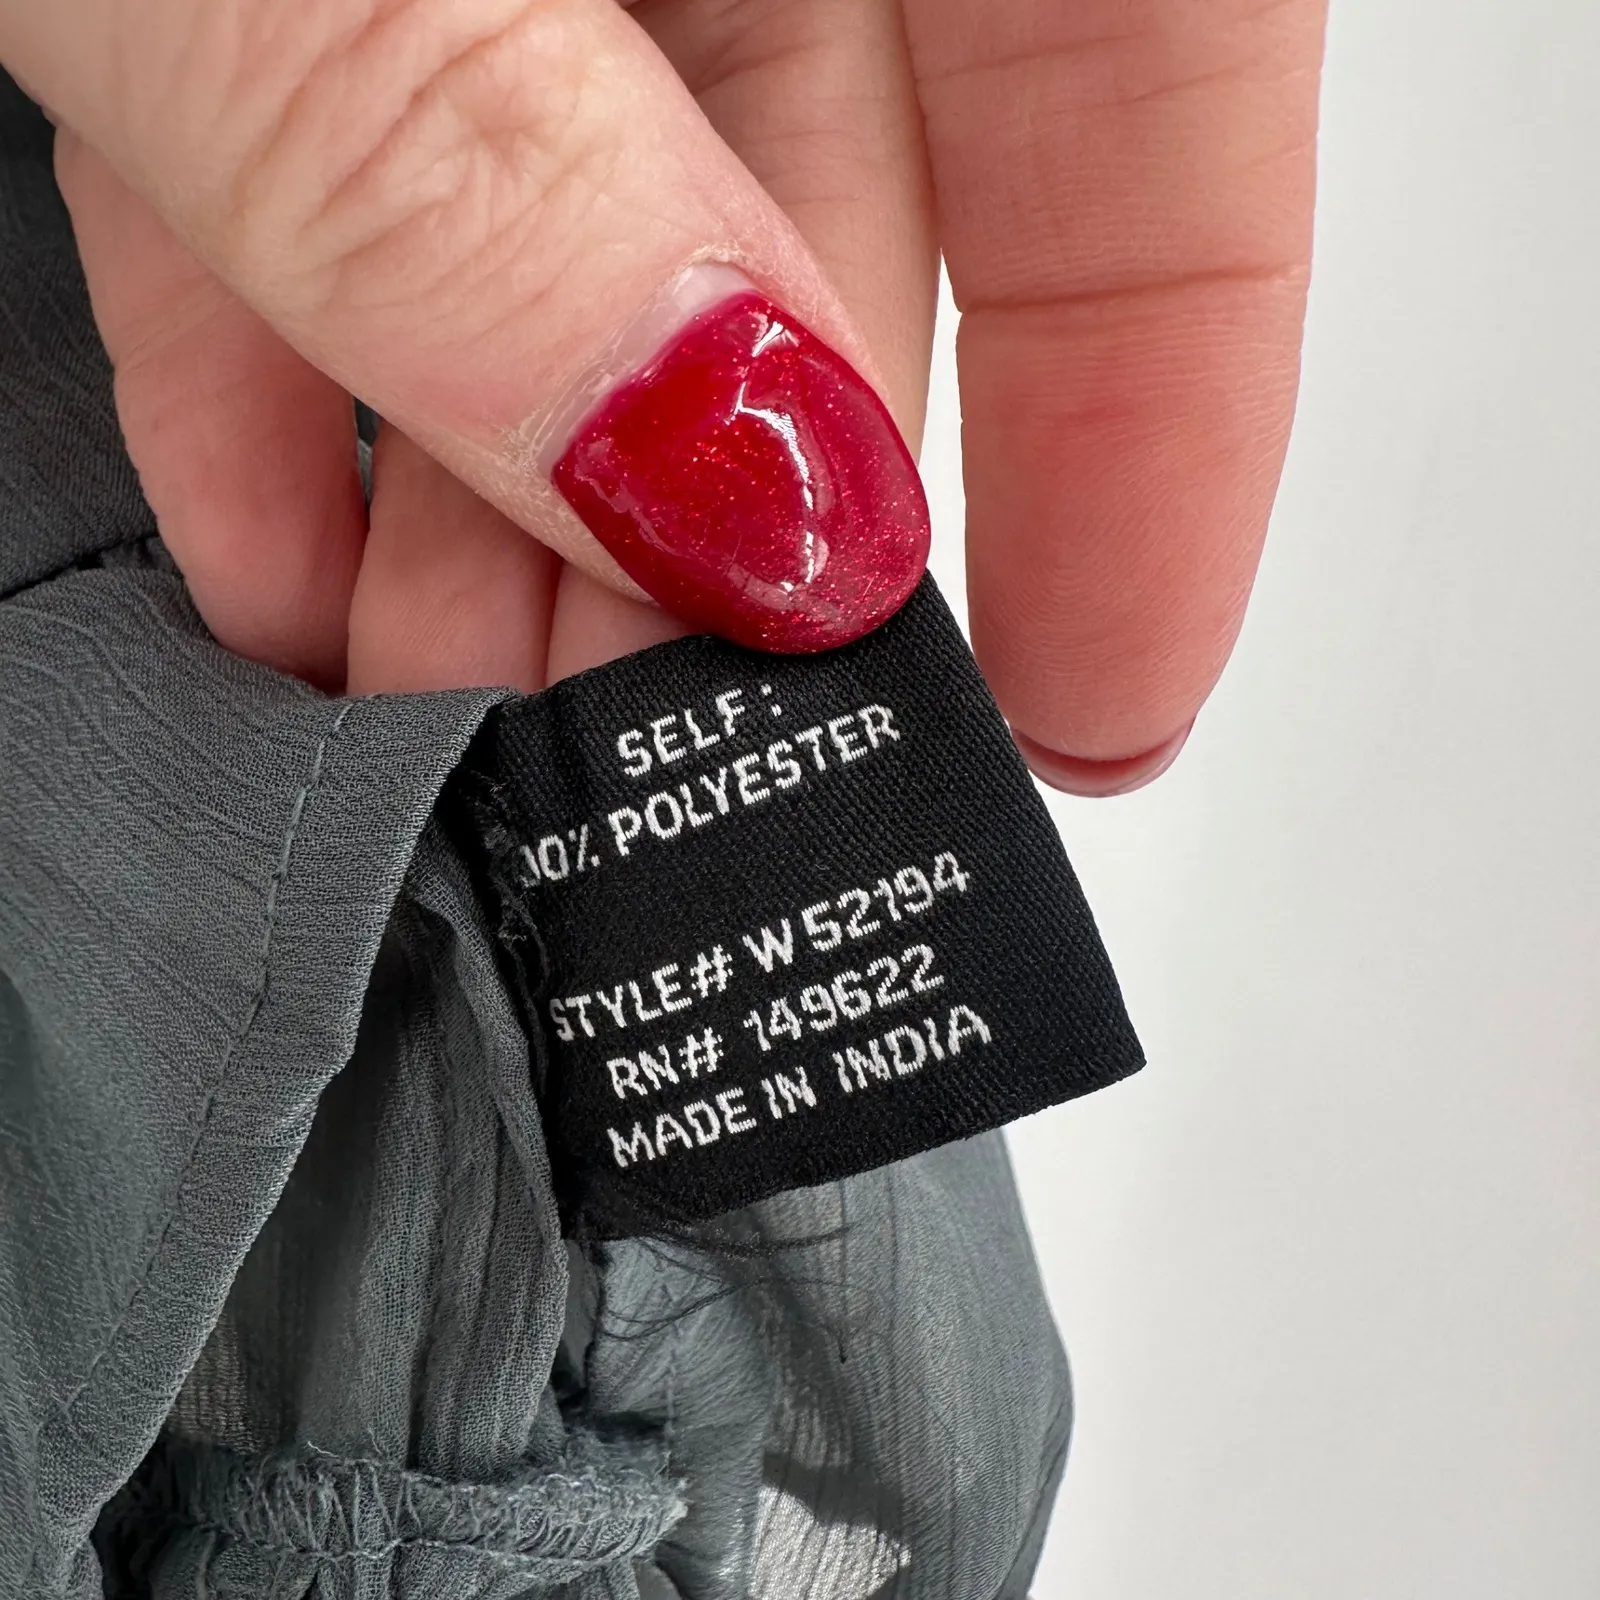 SELF:
00% POLYESTER
STYLE# W52194
RN# 149622
MADE IN INDIA